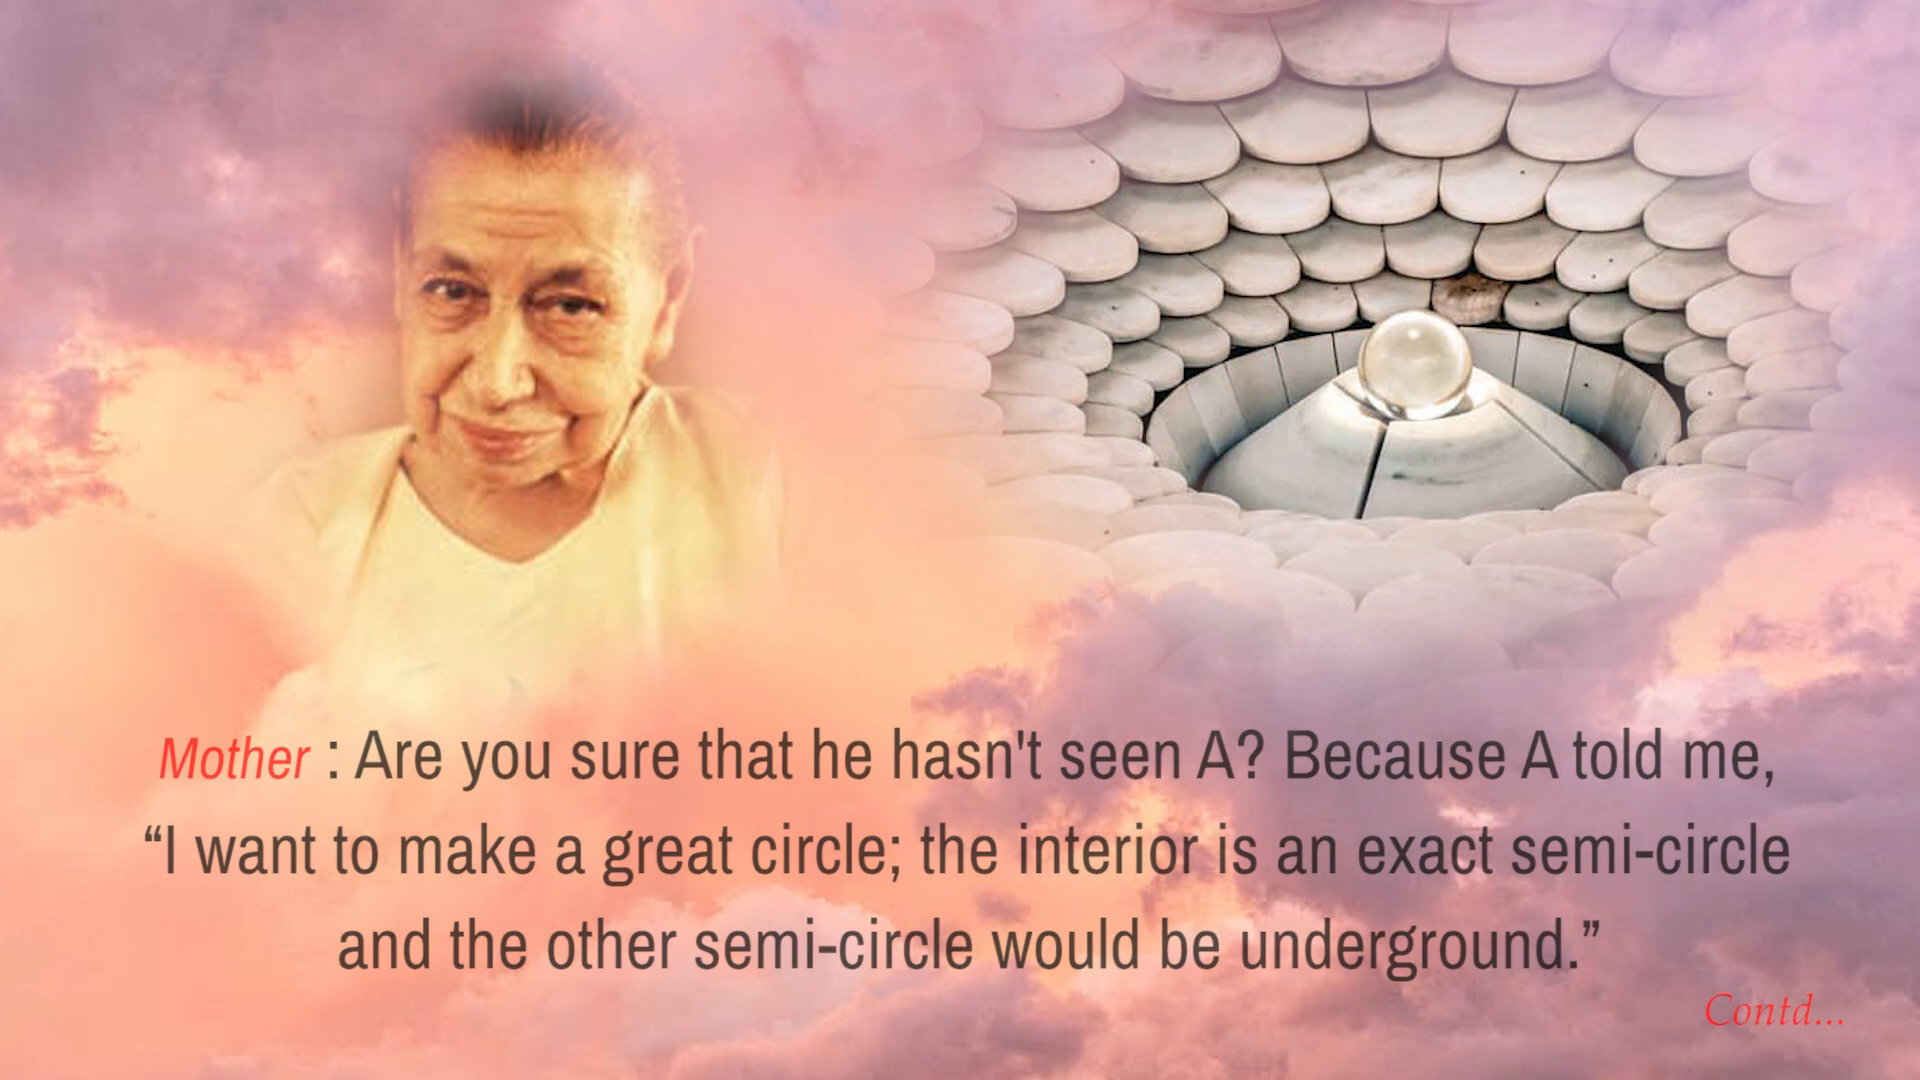 Mother : Are you sure that he hasn't seen A? Because A told me,
“I want to make a great circle; the interior is an exact semi-circle
and the other semi-circle would be underground.”
Contd...